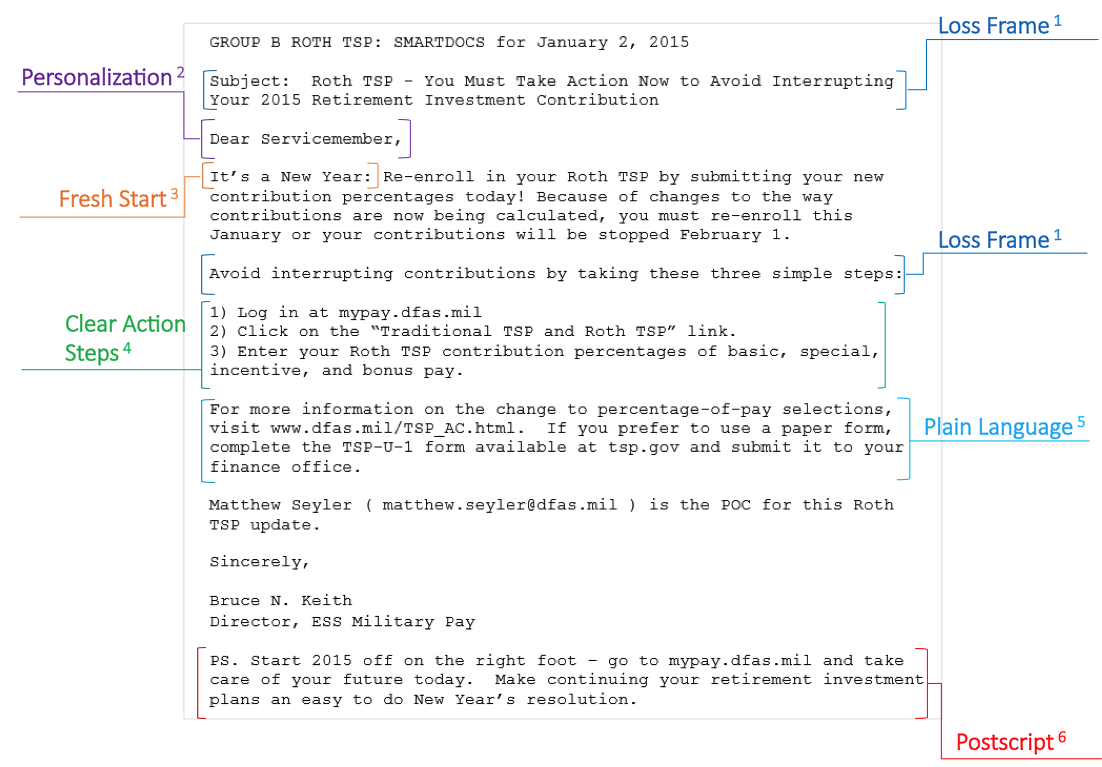 Loss Frame 1
GROUP B ROTH TSP: SMARTDOCS for January 2, 2015
Personalization 2
Subject:  Roth TSP – You Must Take Action Now to Avoid Interrupting
Your 2015 Retirement Investment Contribution
Dear Servicemember,
Fresh Start 3
It’s a New Year: Re-enroll in your Roth TSP by submitting your new
contribution percentages today! Because of changes to the way
contributions are now being calculated, you must re-enroll this
January or your contributions will be stopped February 1.
Loss Frame 1
Avoid interrupting contributions by taking these three simple steps:
Clear Action
Steps 4
1) Log in at mypay.dfas.mil
2) Click on the “Traditional TSP and Roth TSP” link.
3) Enter your Roth TSP contribution percentages of basic, special,
incentive, and bonus pay.
For more information on the change to percentage-of-pay selections,
visit www.dfas.mil/TSP_AC.html.  If you prefer to use a paper form,
complete the TSP-U-1 form available at tsp.gov and submit it to your
finance office.
Plain Language 5
Matthew Seyler ( matthew.seyler@dfas.mil ) is the POC for this Roth
TSP update.
Sincerely,
Bruce N. Keith
Director, ESS Military Pay
PS. Start 2015 off on the right foot – go to mypay.dfas.mil and take
care of your future today.  Make continuing your retirement investment
plans an easy to do New Year’s resolution.
Postscript 6